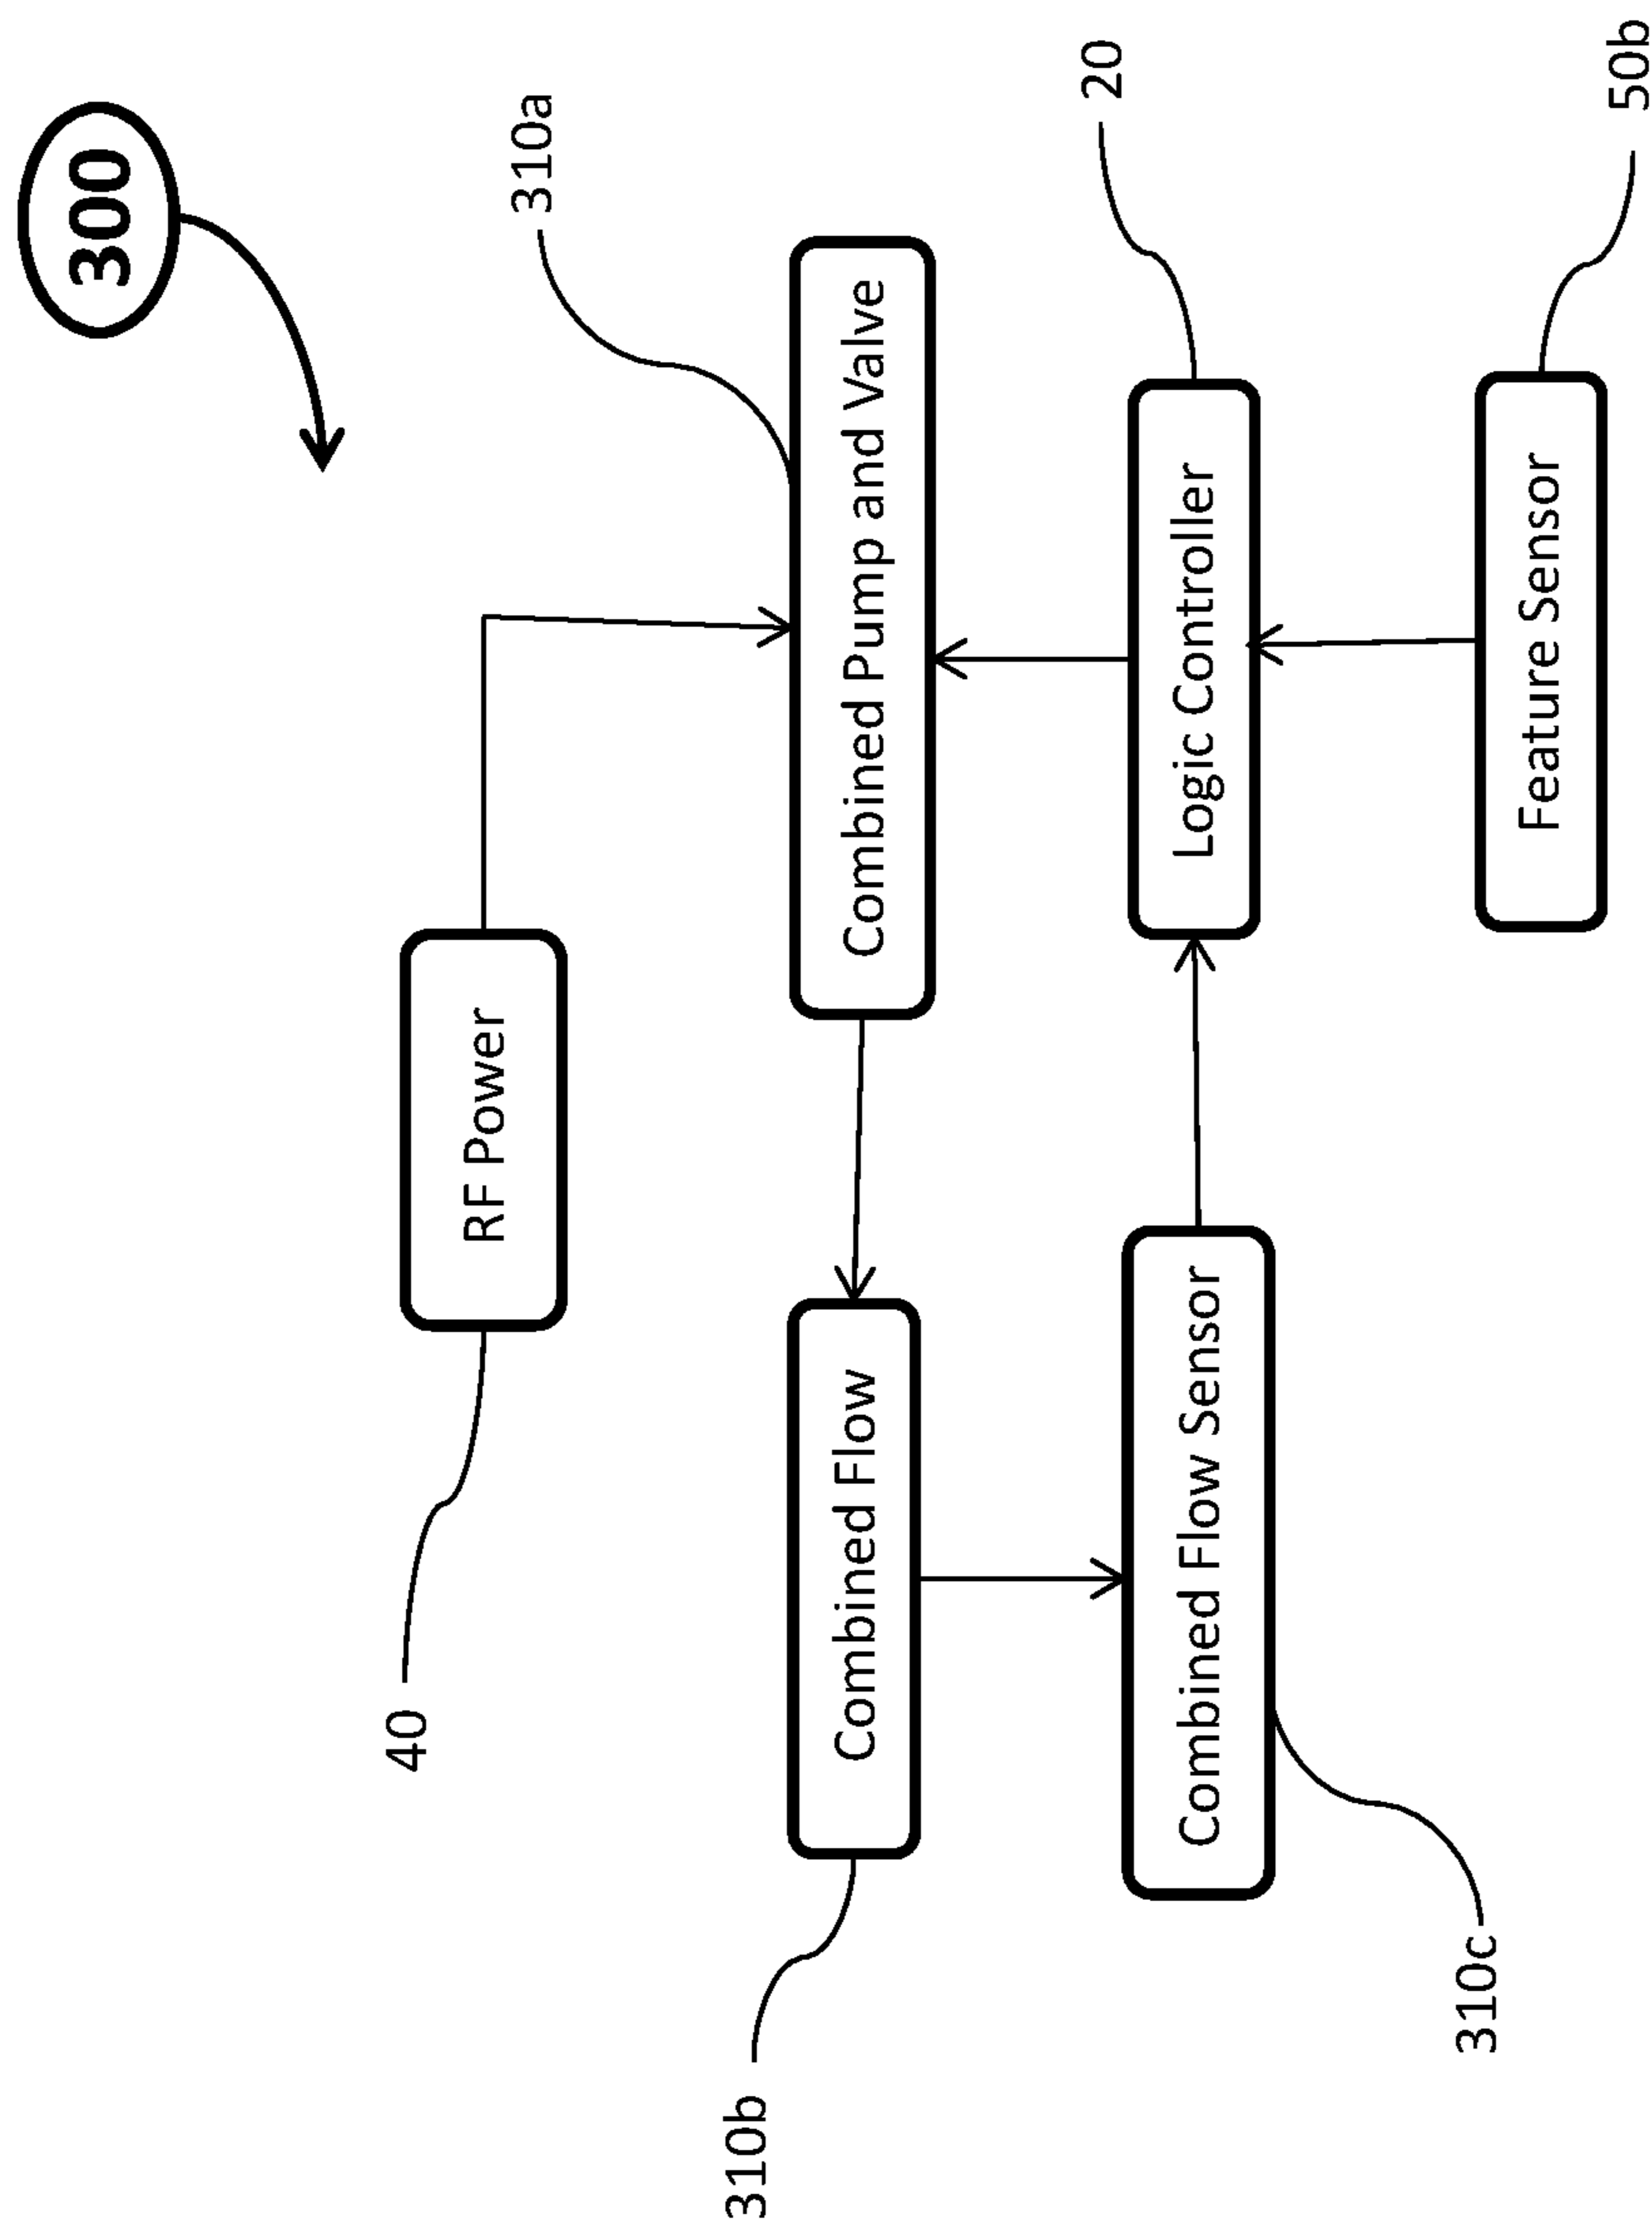 300
40
RF Power
310a
310b
Combined Flow
Combined Pump and Valve
20
Combined Flow Sensor
Logic Controller
310c
Feature Sensor
50b